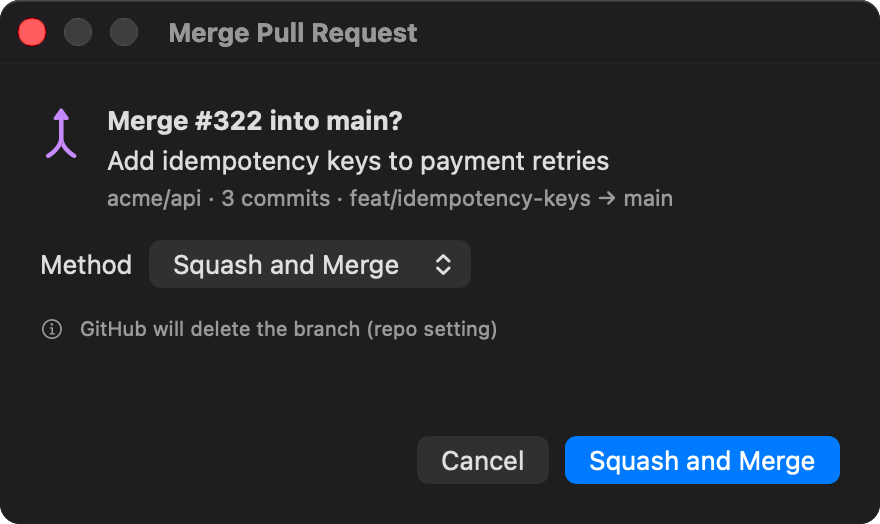 Merge Pull Request
Merge #322 into main?
Add idempotency keys to payment retries
acme/api · 3 commits · feat/idempotency-keys → main
Method Squash and Merge
GitHub will delete the branch (repo setting)
Cancel Squash and Merge